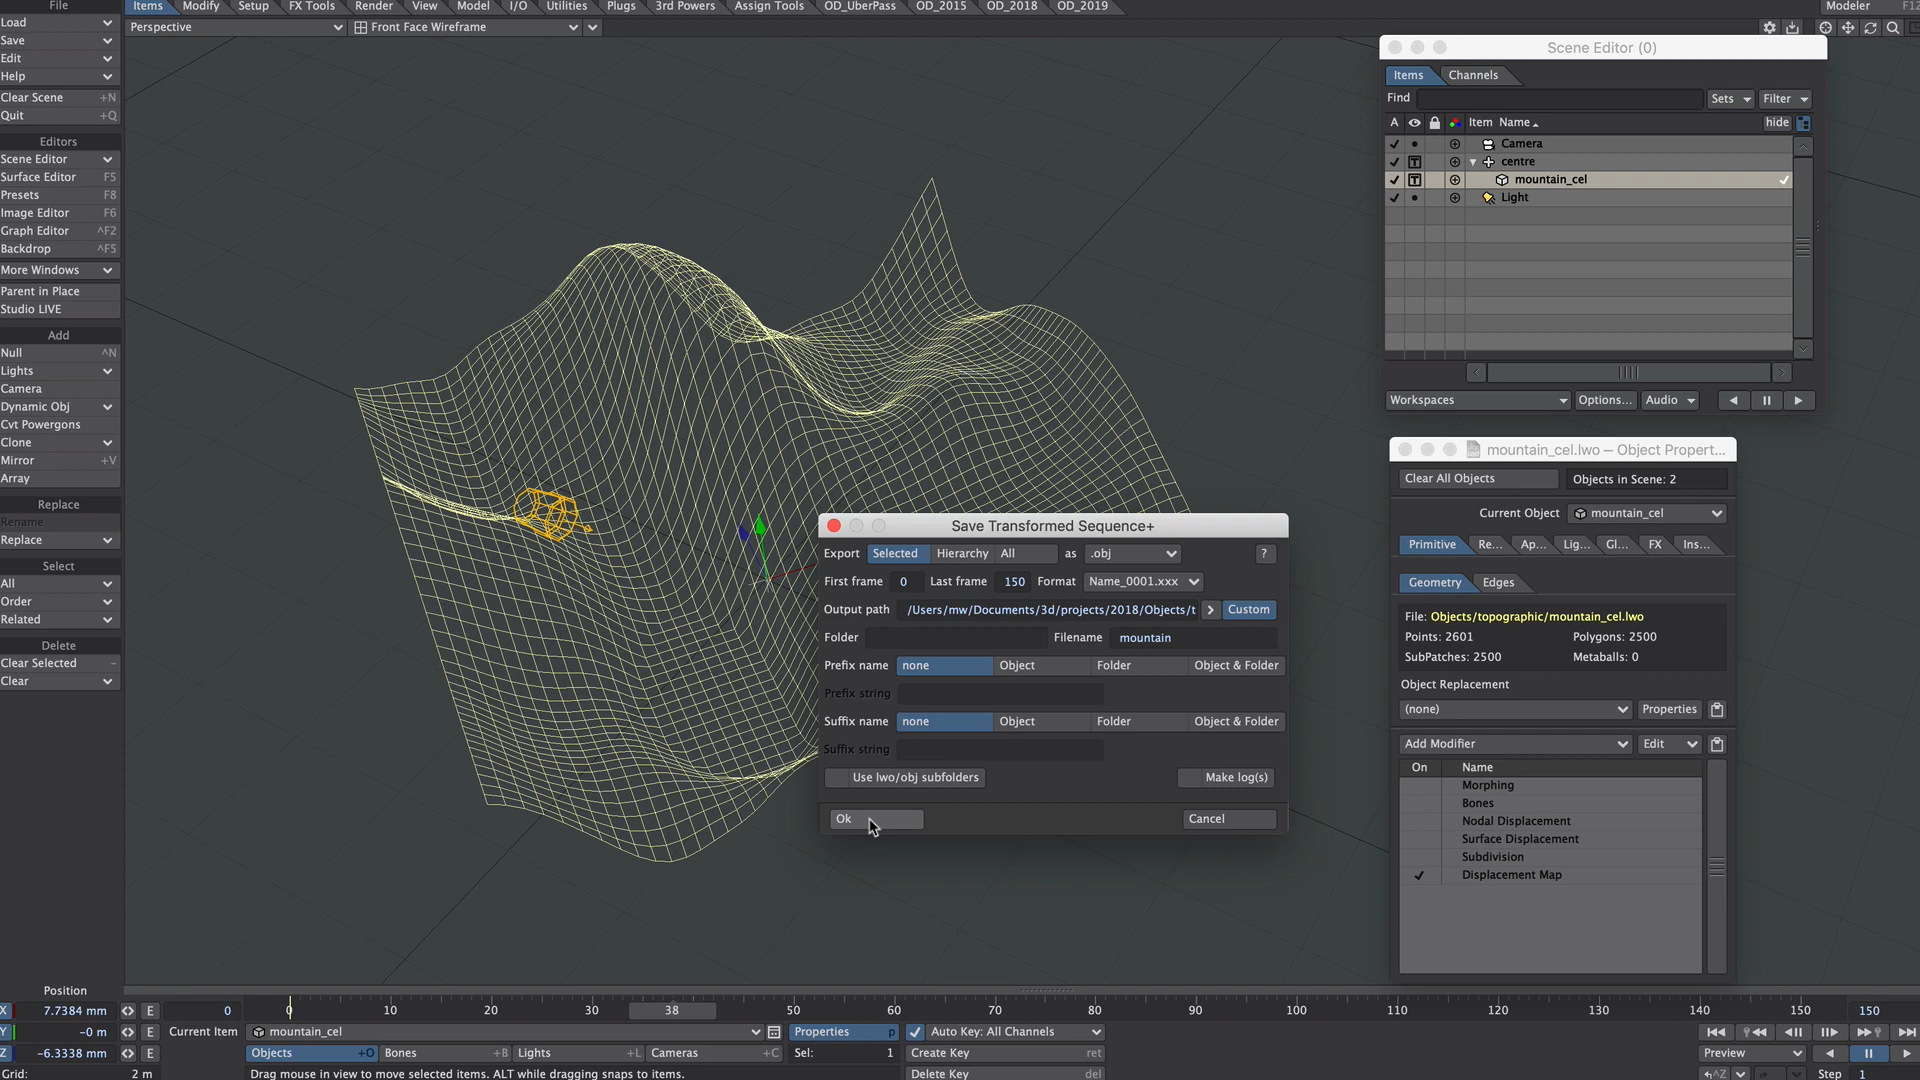 File
Items Modify Setup FX Tools Render View Model I/O Utilities Plugs 3rd Powers Assign Tools OD_UberPass OD_2015 OD_2018 OD_2019 Modeler F12
Load
Perspective
Front Face Wireframe
Save
Edit
Help
Clear Scene +N
Quit +Q
Editors
Scene Editor
Surface Editor F5
Presets F8
Image Editor F6
Graph Editor ^F2
Backdrop ^F5
More Windows
Parent in Place
Studio LIVE
Add
Null ^N
Lights
Camera
Dynamic Obj
Cvt Powergons
Clone
Mirror +V
Array
Replace
Rename
Replace
Select
All
Order
Related
Delete
Clear Selected –
Clear
Scene Editor (0)
Items Channels
Find Sets Filter
A Item Name hide
Camera
centre
mountain_cel
Light
Workspaces Options... Audio
mountain_cel.lwo — Object Propert...
Clear All Objects Objects in Scene: 2
Current Object mountain_cel
Primitive Re... Ap... Lig... Gl... FX Ins...
Geometry Edges
File: Objects/topographic/mountain_cel.lwo
Points: 2601 Polygons: 2500
SubPatches: 2500 Metaballs: 0
Object Replacement
(none) Properties
Add Modifier Edit
On Name
Morphing
Bones
Nodal Displacement
Surface Displacement
Subdivision
Displacement Map
Save Transformed Sequence+
Export Selected Hierarchy All as .obj ?
First frame 0 Last frame 150 Format Name_0001.xxx
Output path /Users/mw/Documents/3d/projects/2018/Objects/t Custom
Folder Filename mountain
Prefix name none Object Folder Object & Folder
Prefix string
Suffix name none Object Folder Object & Folder
Suffix string
Use lwo/obj subfolders Make log(s)
Ok Cancel
Position
X 7.7384 mm E 0 0 10 20 30 38 50 60 70 80 90 100 110 120 130 140 150 150
Y -0 m E Current Item mountain_cel Properties p Auto Key: All Channels
Z -6.3338 mm E Objects +O Bones +B Lights +L Cameras +C Sel: 1 Create Key ret Preview
Grid: 2 m Drag mouse in view to move selected items. ALT while dragging snaps to items. Delete Key del ^Z Step 1